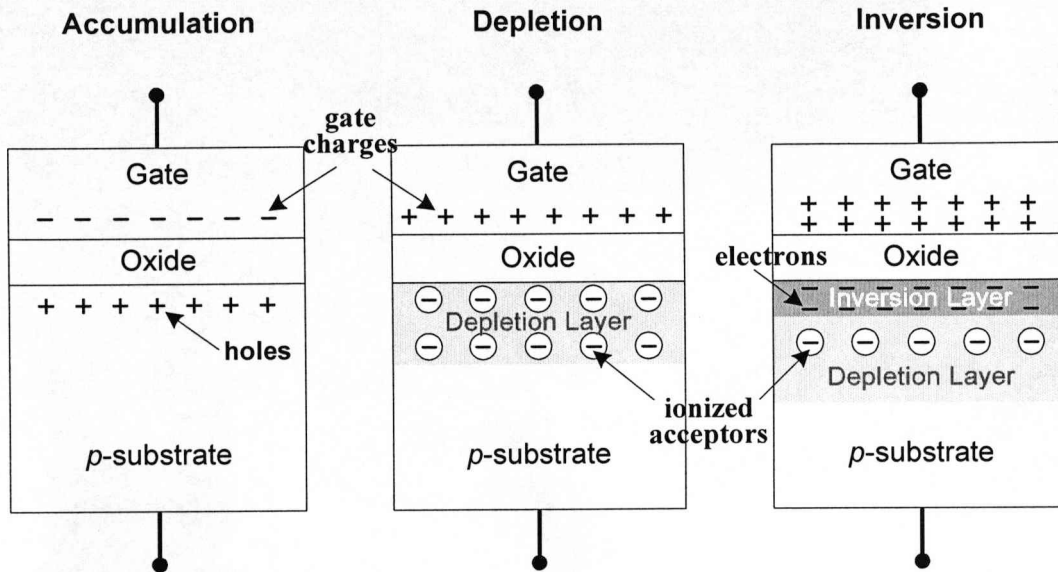 Accumulation
Depletion
Inversion
gate
charges
Gate
Gate
Gate
− − − − − − −
+ + + + + + + +
+ + + + + + +
+ + + + + + +
Oxide
Oxide
Oxide
electrons
+ + + + + + +
holes
− − − − −
Depletion Layer
− − − − −
− − − − − − −
Inversion Layer
− − − − − − −
− − − − −
Depletion Layer
ionized
acceptors
p-substrate
p-substrate
p-substrate